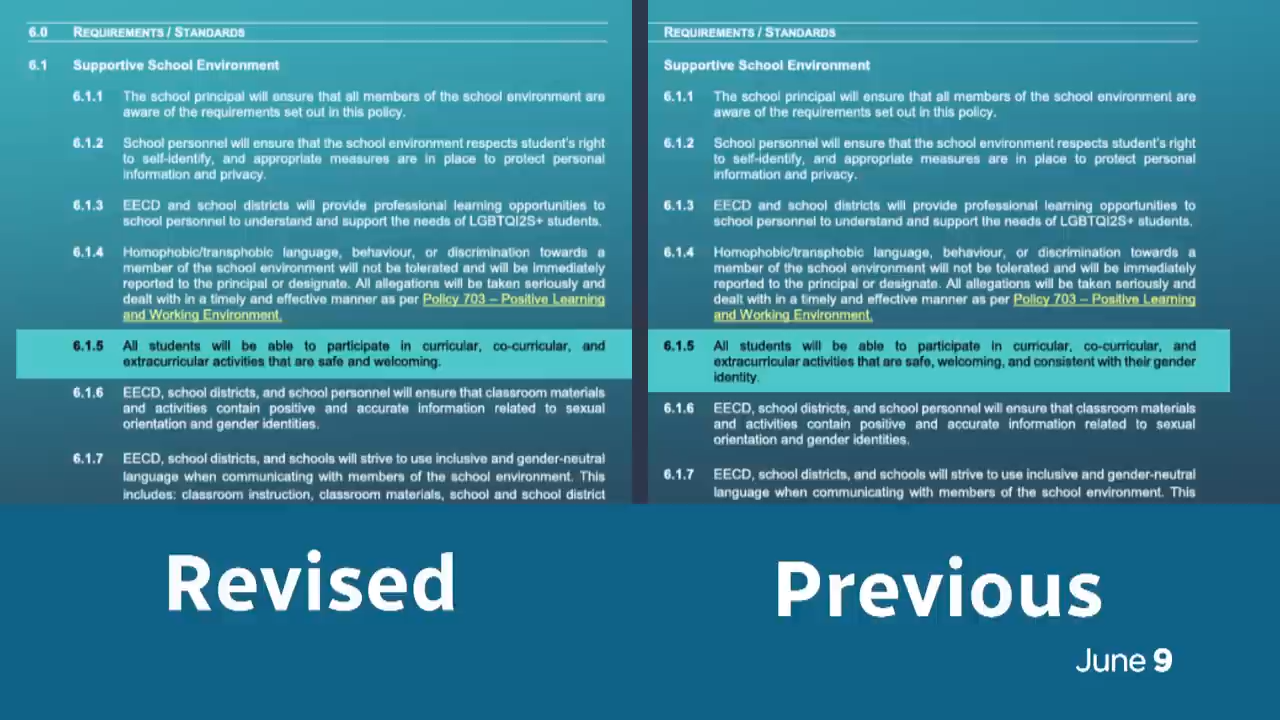 6.0 REQUIREMENTS / STANDARDS
6.1 Supportive School Environment
6.1.1 The school principal will ensure that all members of the school environment are
aware of the requirements set out in this policy.
6.1.2 School personnel will ensure that the school environment respects student's right
to self-identify, and appropriate measures are in place to protect personal
information and privacy.
6.1.3 EECD and school districts will provide professional learning opportunities to
school personnel to understand and support the needs of LGBTQI2S+ students.
6.1.4 Homophobic/transphobic language, behaviour, or discrimination towards a
member of the school environment will not be tolerated and will be immediately
reported to the principal or designate. All allegations will be taken seriously and
dealt with in a timely and effective manner as per Policy 703 – Positive Learning
and Working Environment.
6.1.5 All students will be able to participate in curricular, co-curricular, and
extracurricular activities that are safe and welcoming.
6.1.6 EECD, school districts, and school personnel will ensure that classroom materials
and activities contain positive and accurate information related to sexual
orientation and gender identities.
6.1.7 EECD, school districts, and schools will strive to use inclusive and gender-neutral
language when communicating with members of the school environment. This
includes: classroom instruction, classroom materials, school and school district
Revised
REQUIREMENTS / STANDARDS
Supportive School Environment
6.1.1 The school principal will ensure that all members of the school environment are
aware of the requirements set out in this policy.
6.1.2 School personnel will ensure that the school environment respects student's right
to self-identify, and appropriate measures are in place to protect personal
information and privacy.
6.1.3 EECD and school districts will provide professional learning opportunities to
school personnel to understand and support the needs of LGBTQI2S+ students.
6.1.4 Homophobic/transphobic language, behaviour, or discrimination towards a
member of the school environment will not be tolerated and will be immediately
reported to the principal or designate. All allegations will be taken seriously and
dealt with in a timely and effective manner as per Policy 703 – Positive Learning
and Working Environment.
6.1.5 All students will be able to participate in curricular, co-curricular, and
extracurricular activities that are safe, welcoming, and consistent with their gender
identity.
6.1.6 EECD, school districts, and school personnel will ensure that classroom materials
and activities contain positive and accurate information related to sexual
orientation and gender identities.
6.1.7 EECD, school districts, and schools will strive to use inclusive and gender-neutral
language when communicating with members of the school environment. This
Previous
June 9